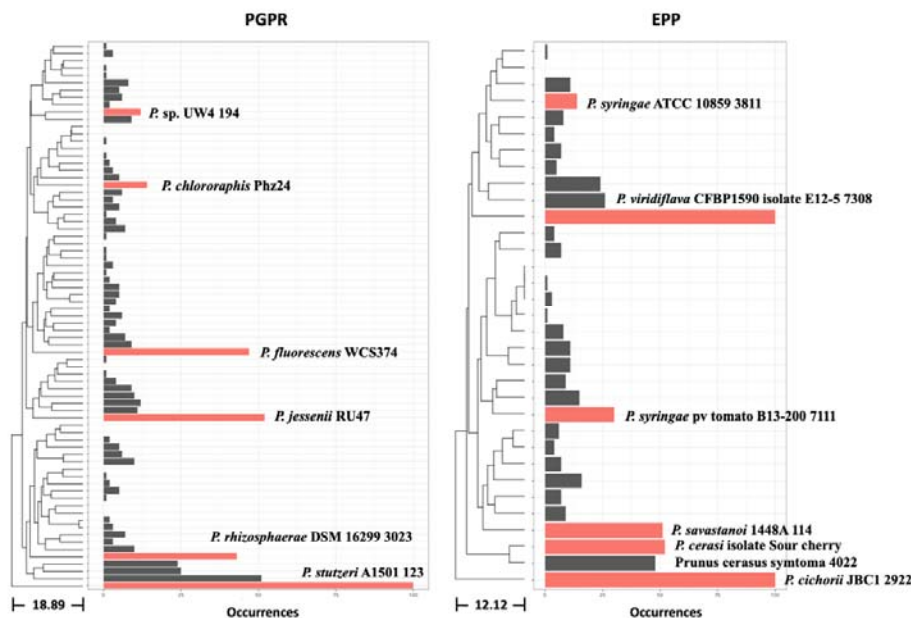 PGPR
P. sp. UW4 194
P. chlororaphis Phz24
P. fluorescens WCS374
P. jessenii RU47
P. rhizosphaerae DSM 16299 3023
P. stutzeri A1501 123
0 25 50 75 100
18.89
Occurrences
EPP
P. syringae ATCC 10859 3811
P. viridiflava CFBP1590 isolate E12-5 7308
P. syringae pv tomato B13-200 7111
P. savastanoi 1448A 114
P. cerasi isolate Sour cherry
Prunus cerasus symtoma 4022
P. cichorii JBC1 2922
0 25 50 75 100
12.12
Occurrences